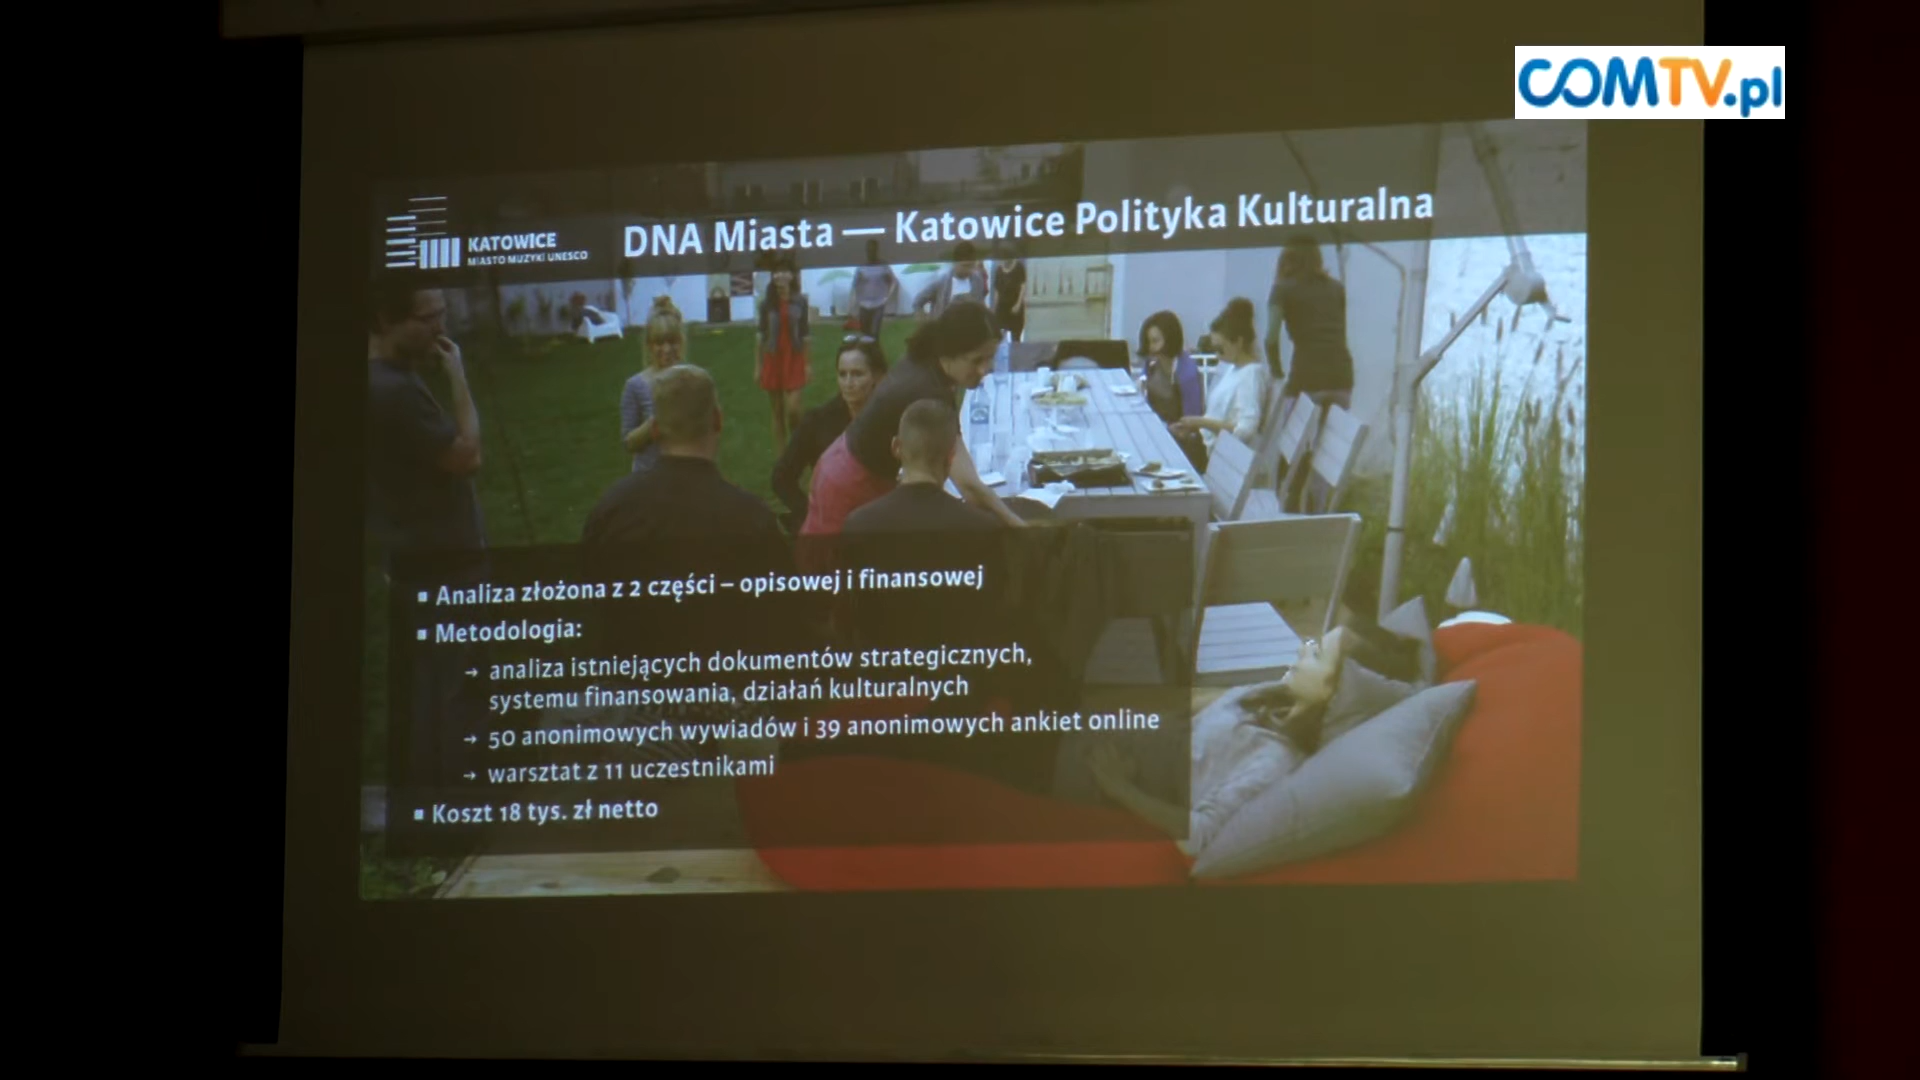 COMTV.pl
KATOWICE
MIASTO MUZYKI UNESCO
DNA Miasta — Katowice Polityka Kulturalna
▪ Analiza złożona z 2 części – opisowej i finansowej
▪ Metodologia:
→ analiza istniejących dokumentów strategicznych,
systemu finansowania, działań kulturalnych
→ 50 anonimowych wywiadów i 39 anonimowych ankiet online
→ warsztat z 11 uczestnikami
▪ Koszt 18 tys. zł netto